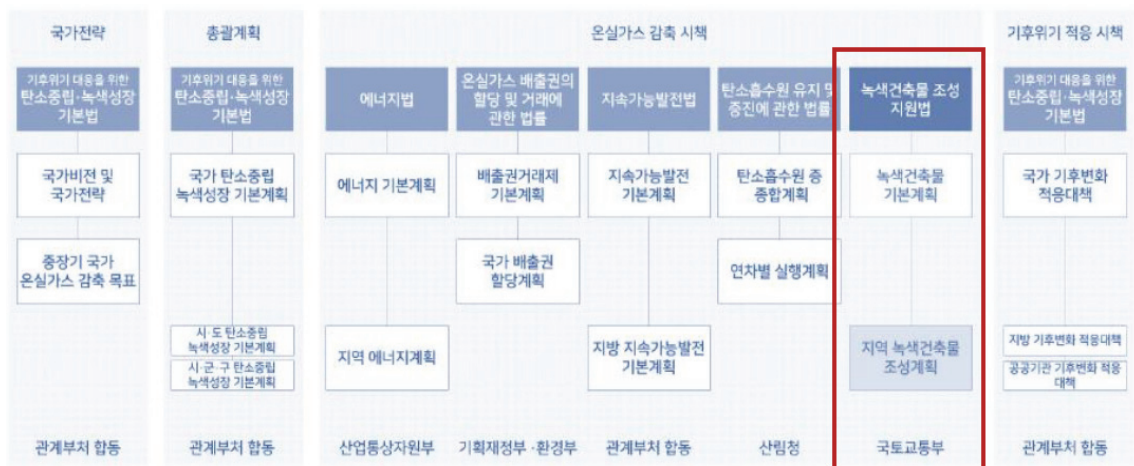 국가전략
총괄계획
온실가스 감축 시책
기후위기 적응 시책
기후위기 대응을 위한
탄소중립·녹색성장
기본법
기후위기 대응을 위한
탄소중립·녹색성장
기본법
에너지법
온실가스 배출권의
할당 및 거래에
관한 법률
지속가능발전법
탄소흡수원 유지 및
증진에 관한 법률
녹색건축물 조성
지원법
기후위기 대응을 위한
탄소중립·녹색성장
기본법
국가비전 및
국가전략
국가 탄소중립
녹색성장 기본계획
에너지 기본계획
배출권거래제
기본계획
지속가능발전
기본계획
탄소흡수원 증
종합계획
녹색건축물
기본계획
국가 기후변화
적응대책
중장기 국가
온실가스 감축 목표
국가 배출권
할당계획
연차별 실행계획
시·도 탄소중립
녹색성장 기본계획
시·군·구 탄소중립
녹색성장 기본계획
지역 에너지계획
지방 지속가능발전
기본계획
지역 녹색건축물
조성계획
지방 기후변화 적응대책
공공기관 기후변화 적응
대책
관계부처 합동
관계부처 합동
산업통상자원부
기획재정부·환경부
관계부처 합동
산림청
국토교통부
관계부처 합동